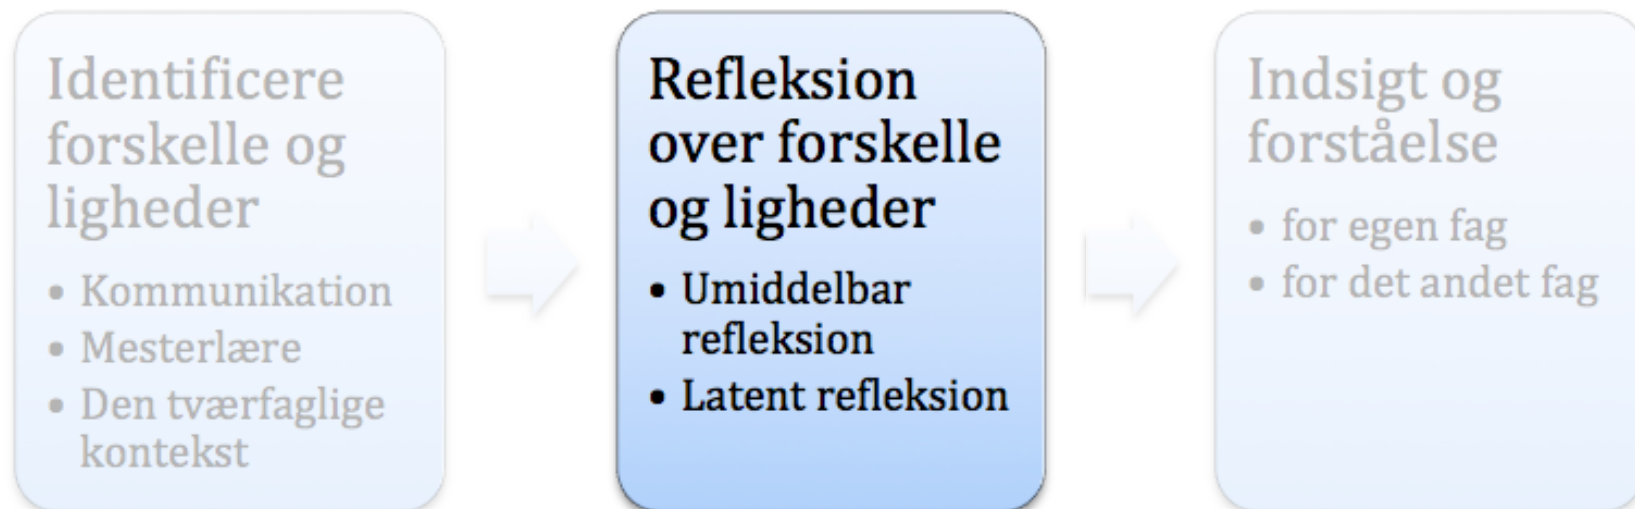 Identificere
forskelle og
ligheder
• Kommunikation
• Mesterlære
• Den tværfaglige
kontekst
Refleksion
over forskelle
og ligheder
• Umiddelbar
refleksion
• Latent refleksion
Indsigt og
forståelse
• for egen fag
• for det andet fag